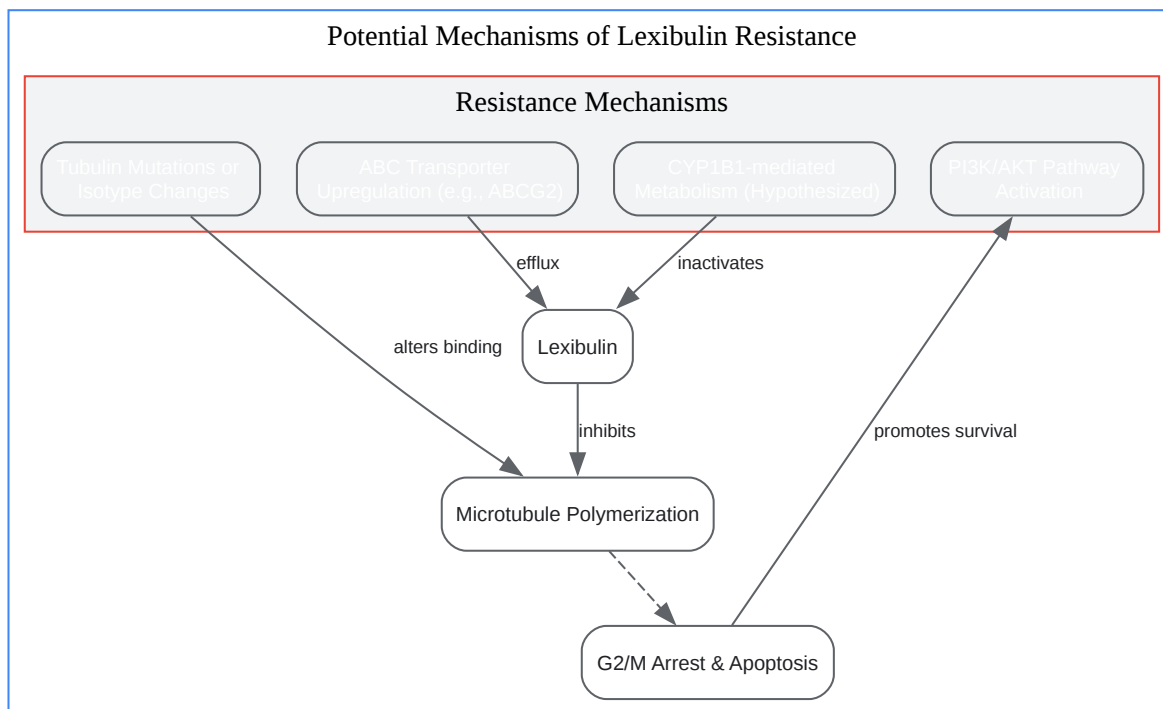 Potential Mechanisms of Lexibulin Resistance
Resistance Mechanisms
Tubulin Mutations or
Isotype Changes
ABC Transporter
Upregulation (e.g., ABCG2)
CYP1B1-mediated
Metabolism (Hypothesized)
PI3K/AKT Pathway
Activation
efflux
inactivates
Lexibulin
alters binding
inhibits
promotes survival
Microtubule Polymerization
G2/M Arrest & Apoptosis